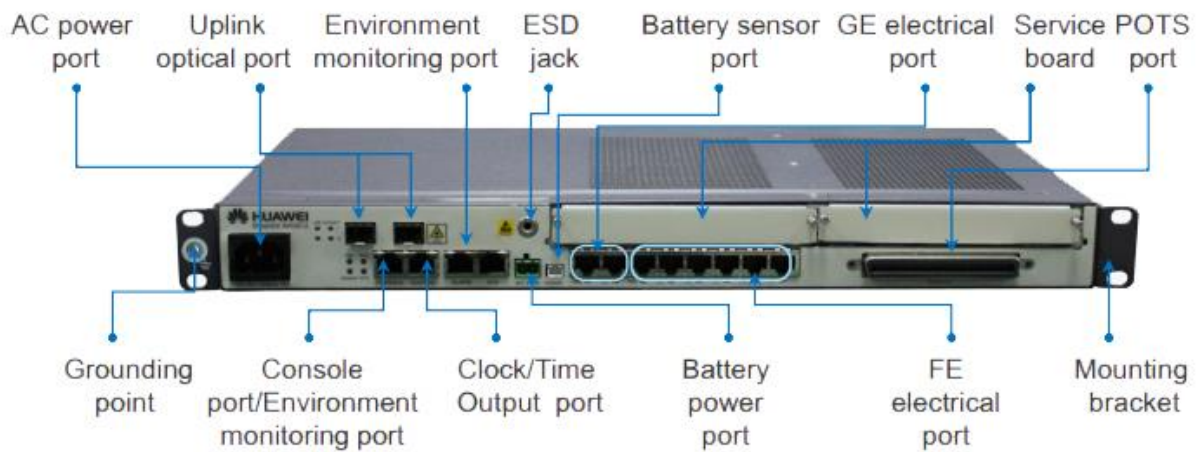 AC power
port
Uplink
optical port
Environment
monitoring port
ESD
jack
Battery sensor
port
GE electrical
port
Service
board
POTS
port
HUAWEI
Grounding
point
Console
port/Environment
monitoring port
Clock/Time
Output port
Battery
power
port
FE
electrical
port
Mounting
bracket